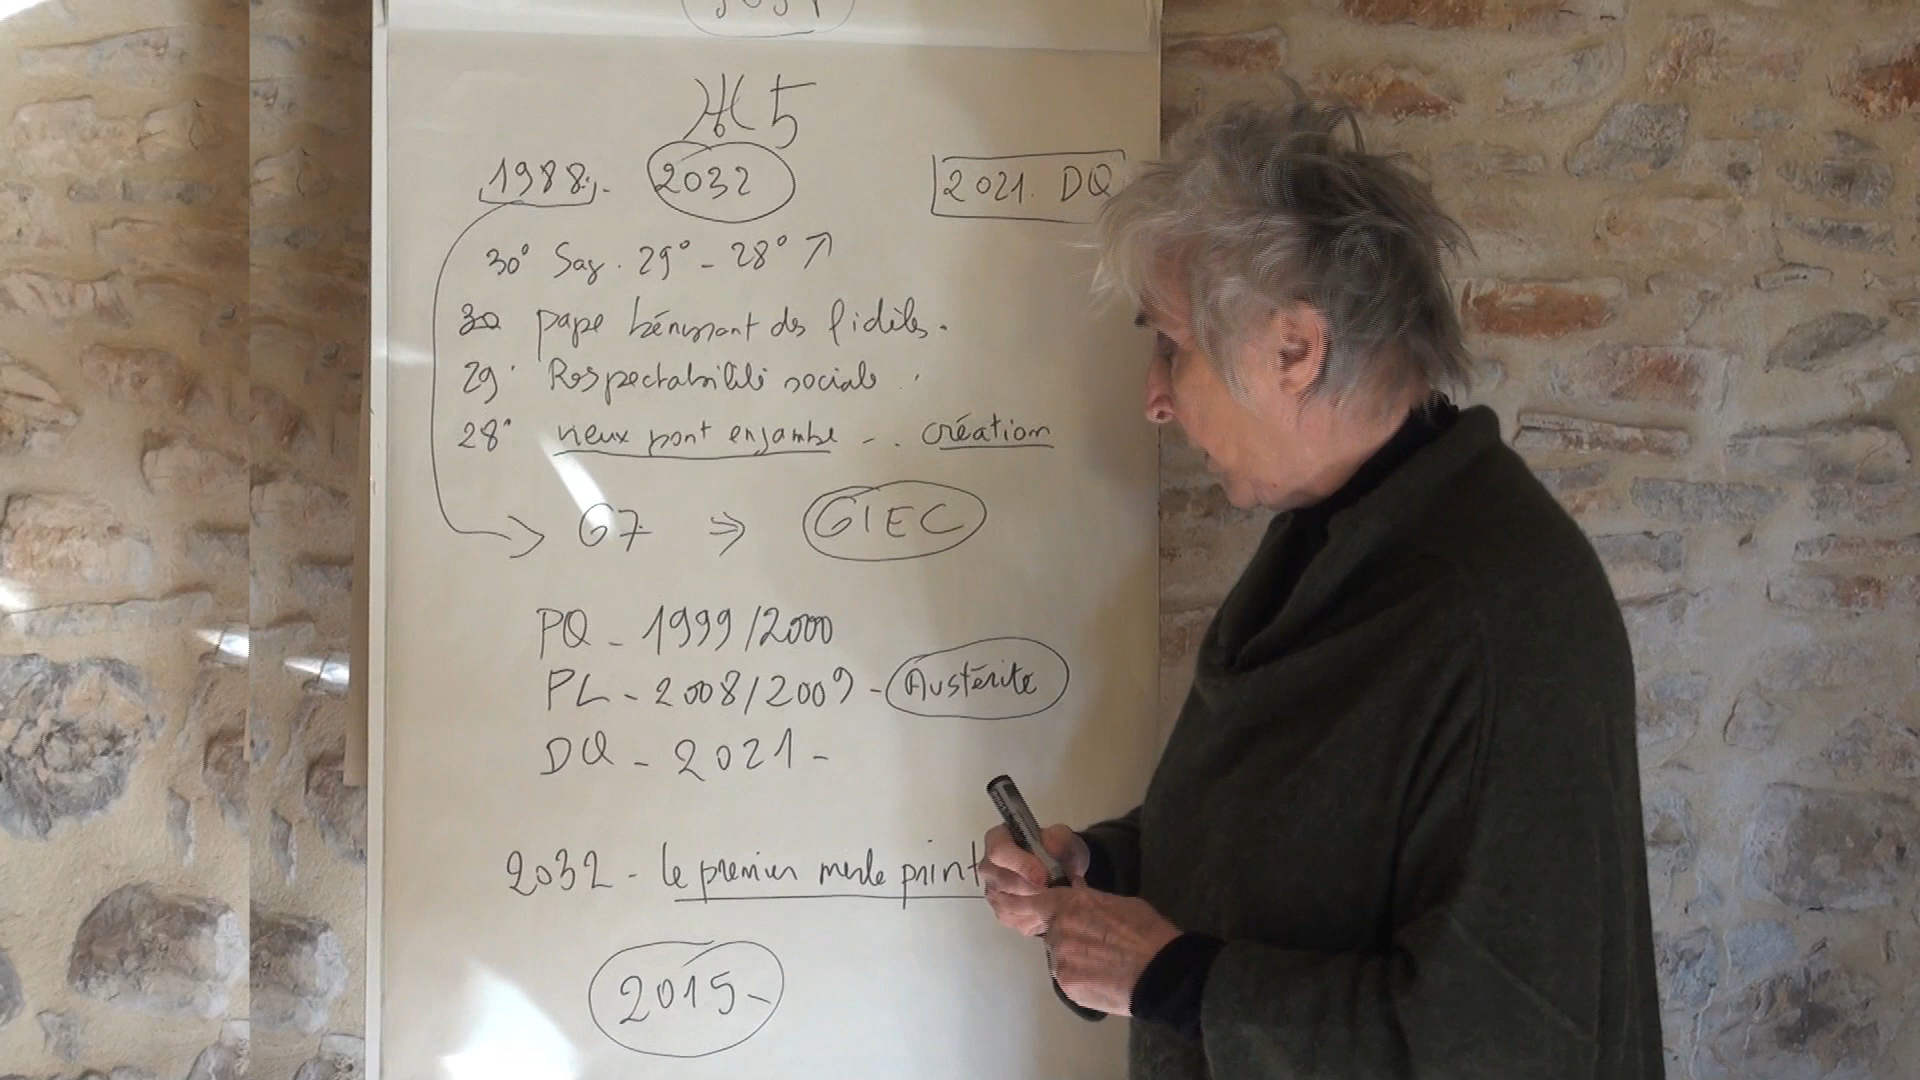 ♅ ♄
1988. 2032 2021. DQ
30° Sag. 29° - 28° ↗
30 pape bénissant des fidèles.
29° Respectabilité sociale.
28° vieux pont enjambe - . création
G7 ⇒ GIEC
PQ - 1999/2000
PL - 2008/2009 - Austérité
DQ - 2021 -
2032 - le premier merle print
2015 -